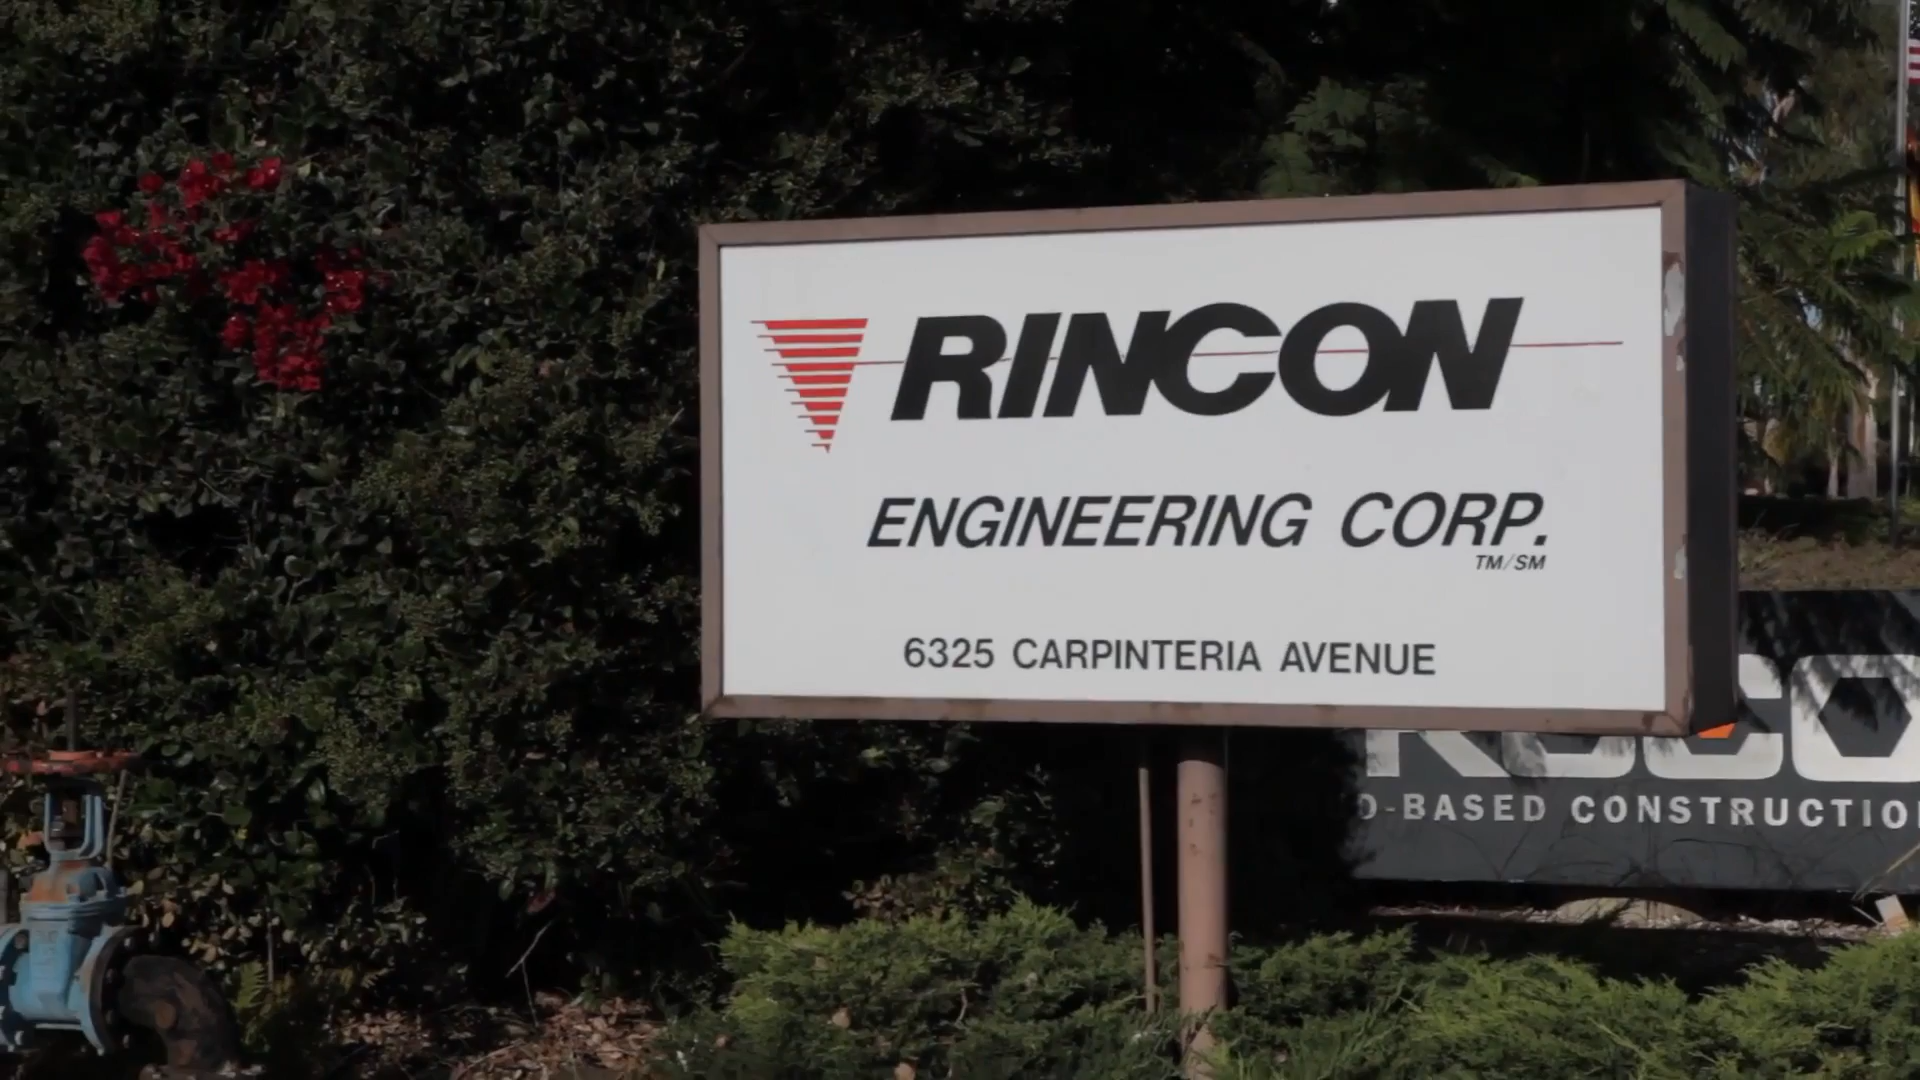 RINCON
ENGINEERING CORP.
TM/SM
6325 CARPINTERIA AVENUE
-BASED CONSTRUCTIO